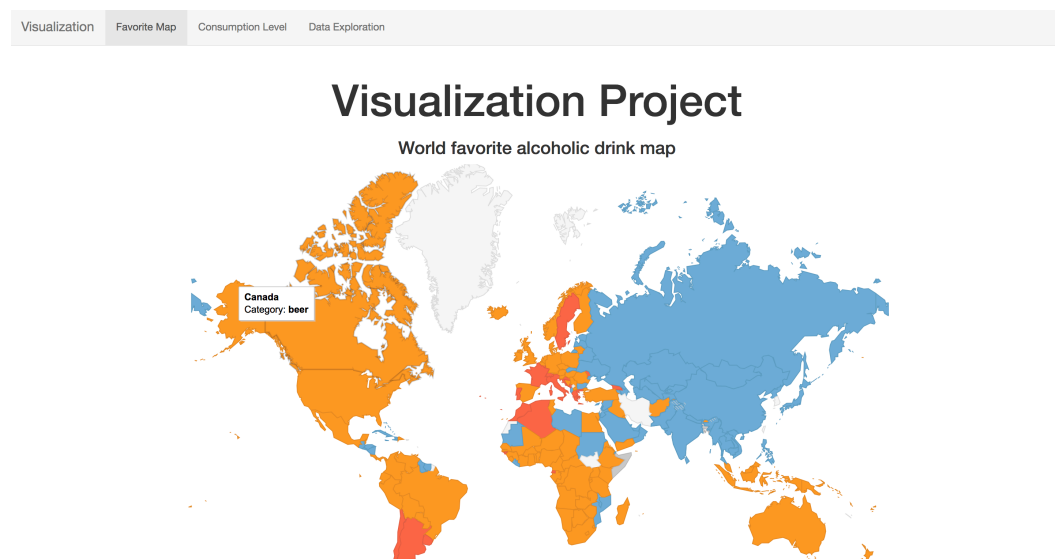 Visualization Favorite Map Consumption Level Data Exploration
Visualization Project
World favorite alcoholic drink map
Canada
Category: beer